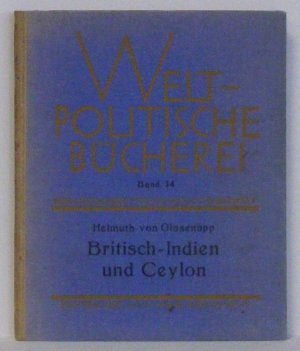 WELT-
POLITISCHE
BÜCHEREI
Band 14
Helmuth von Glasenapp
Britisch-Indien
und Ceylon